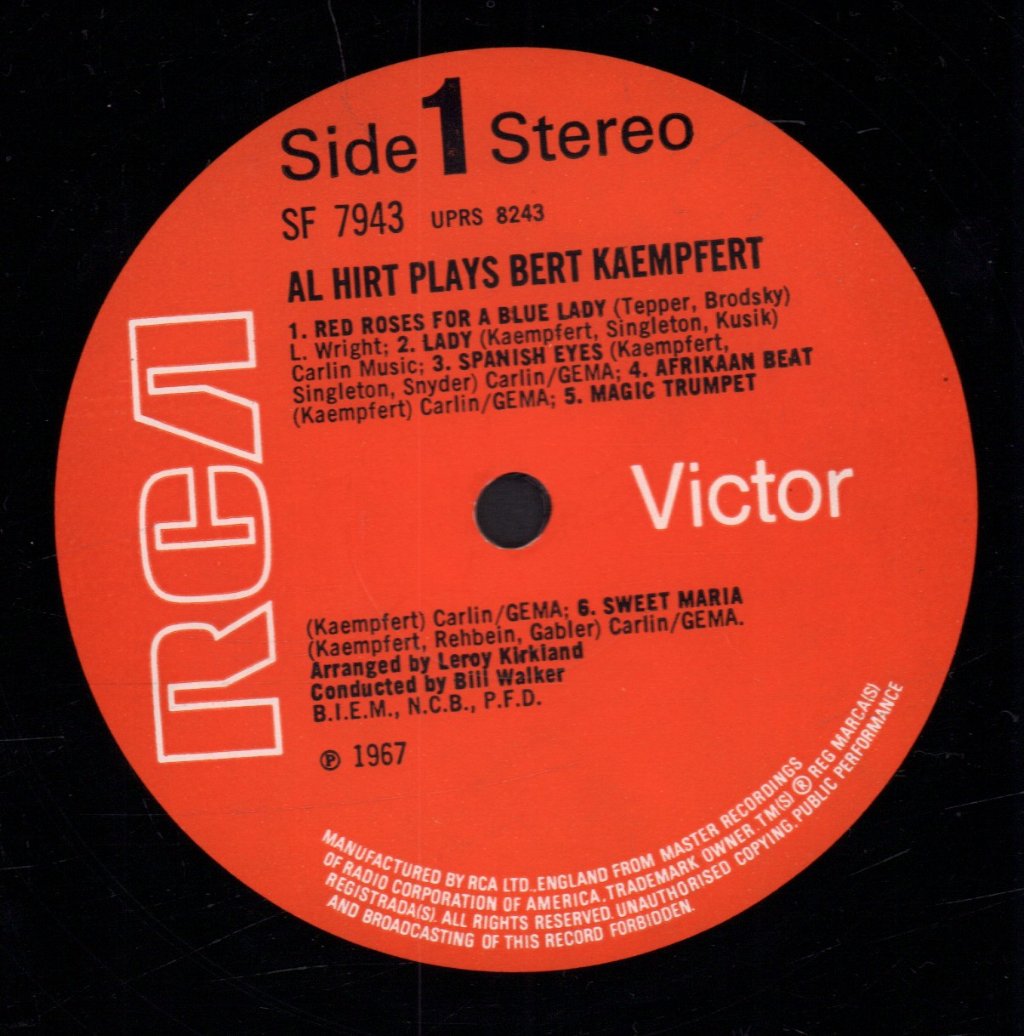 Side 1 Stereo
SF 7943 UPRS 8243
AL HIRT PLAYS BERT KAEMPFERT
1. RED ROSES FOR A BLUE LADY (Tepper, Brodsky)
L. Wright; 2. LADY (Kaempfert, Singleton, Kusik)
Carlin Music; 3. SPANISH EYES (Kaempfert,
Singleton, Snyder) Carlin/GEMA; 4. AFRIKAAN BEAT
(Kaempfert) Carlin/GEMA; 5. MAGIC TRUMPET
RCA
Victor
(Kaempfert) Carlin/GEMA; 6. SWEET MARIA
(Kaempfert, Rehbein, Gabler) Carlin/GEMA.
Arranged by Leroy Kirkland
Conducted by Bill Walker
B.I.E.M., N.C.B., P.F.D.
℗ 1967
MANUFACTURED BY RCA LTD., ENGLAND FROM MASTER RECORDINGS
OF RADIO CORPORATION OF AMERICA, TRADEMARK OWNER. TM(S) ® REG MARCA(S)
REGISTRADA(S). ALL RIGHTS RESERVED. UNAUTHORISED COPYING, PUBLIC PERFORMANCE
AND BROADCASTING OF THIS RECORD FORBIDDEN.